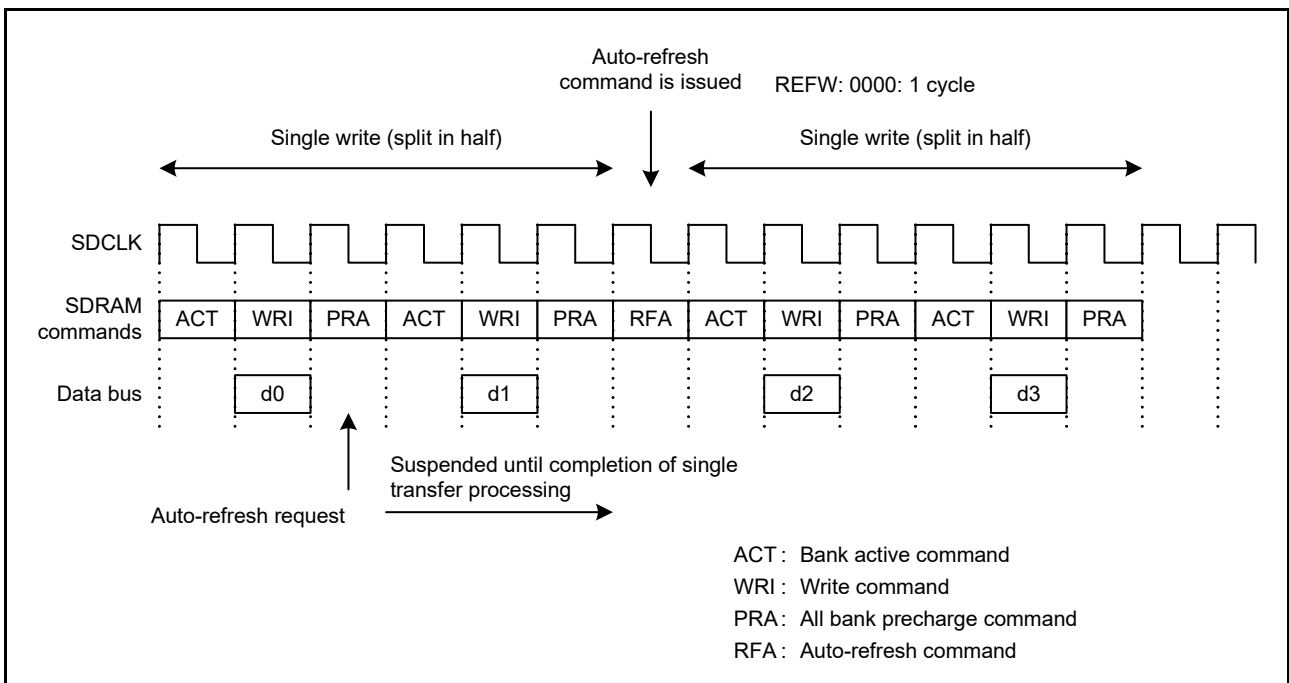 Auto-refresh
command is issued
REFW: 0000: 1 cycle
Single write (split in half)
Single write (split in half)
SDCLK
SDRAM
commands
ACT WRI PRA ACT WRI PRA RFA ACT WRI PRA ACT WRI PRA
Data bus
d0 d1 d2 d3
Suspended until completion of single
transfer processing
Auto-refresh request
ACT : Bank active command
WRI : Write command
PRA : All bank precharge command
RFA : Auto-refresh command